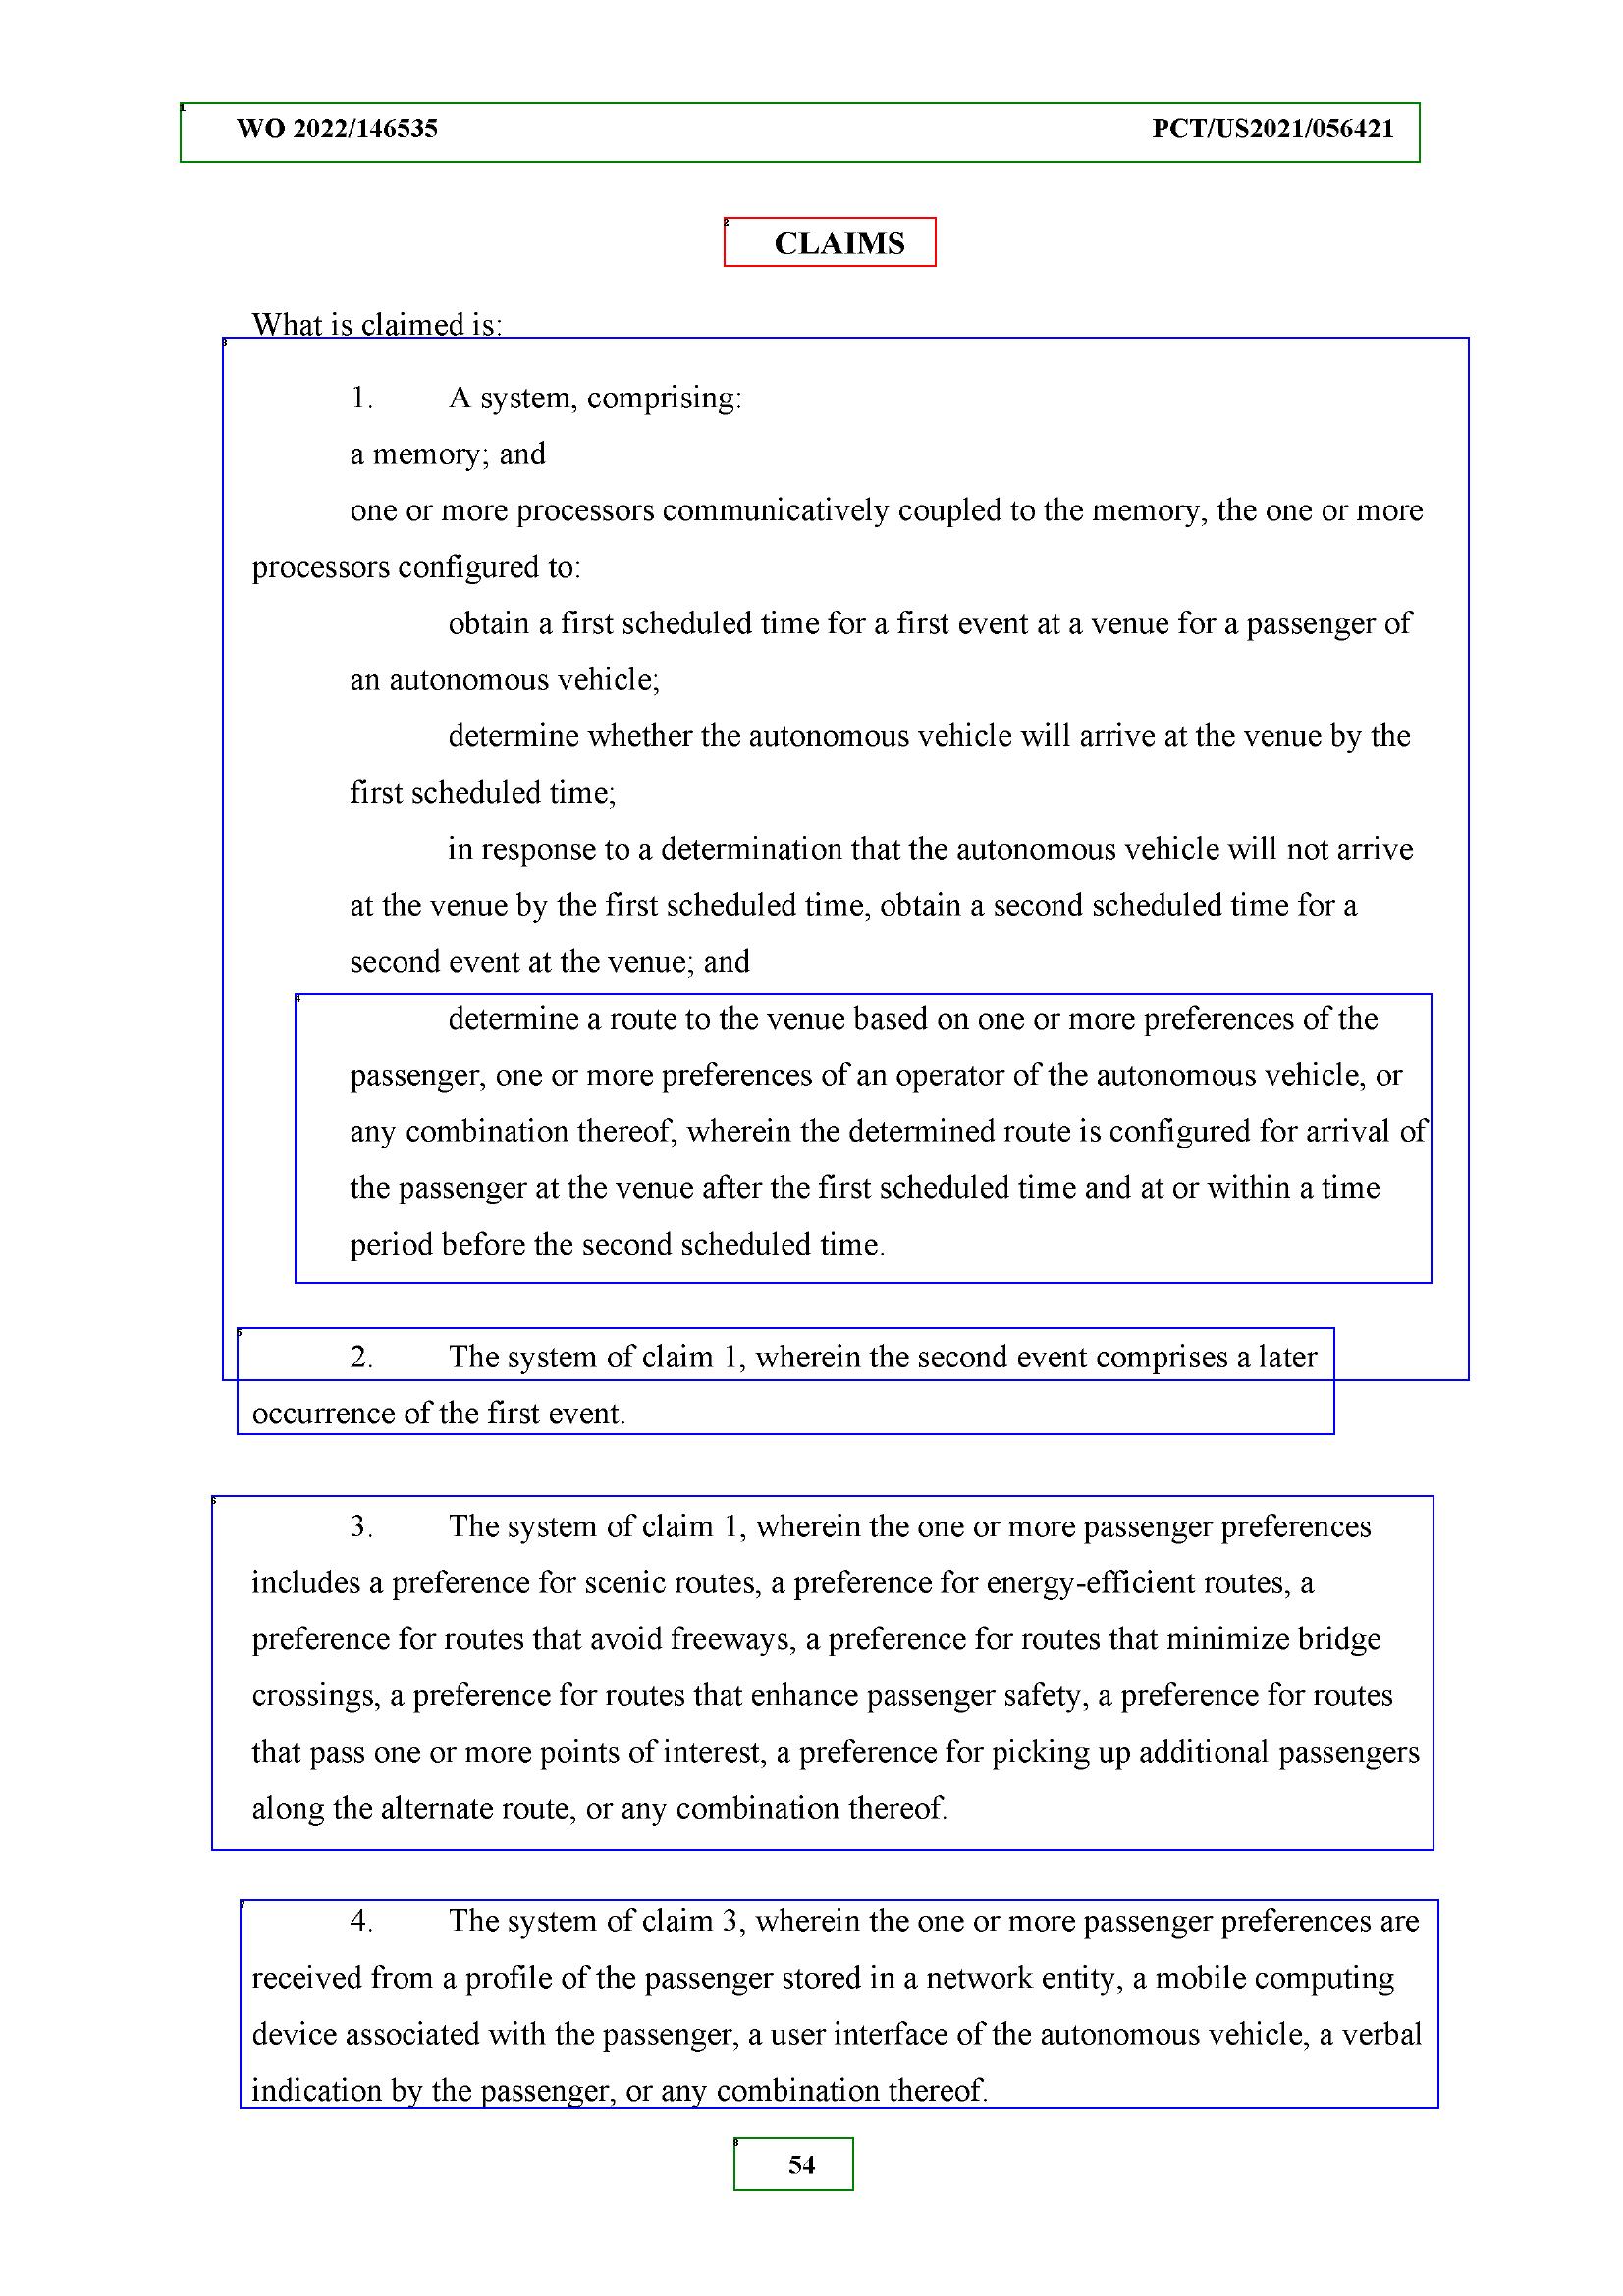 WO 2022/146535 PCT/US2021/056421
CLAIMS
What is claimed is:
1. A system, comprising:
a memory; and
one or more processors communicatively coupled to the memory, the one or more
processors configured to:
obtain a first scheduled time for a first event at a venue for a passenger of
an autonomous vehicle;
determine whether the autonomous vehicle will arrive at the venue by the
first scheduled time;
in response to a determination that the autonomous vehicle will not arrive
at the venue by the first scheduled time, obtain a second scheduled time for a
second event at the venue; and
determine a route to the venue based on one or more preferences of the
passenger, one or more preferences of an operator of the autonomous vehicle, or
any combination thereof, wherein the determined route is configured for arrival of
the passenger at the venue after the first scheduled time and at or within a time
period before the second scheduled time.
2. The system of claim 1, wherein the second event comprises a later
occurrence of the first event.
3. The system of claim 1, wherein the one or more passenger preferences
includes a preference for scenic routes, a preference for energy-efficient routes, a
preference for routes that avoid freeways, a preference for routes that minimize bridge
crossings, a preference for routes that enhance passenger safety, a preference for routes
that pass one or more points of interest, a preference for picking up additional passengers
along the alternate route, or any combination thereof.
4. The system of claim 3, wherein the one or more passenger preferences are
received from a profile of the passenger stored in a network entity, a mobile computing
device associated with the passenger, a user interface of the autonomous vehicle, a verbal
indication by the passenger, or any combination thereof.
54